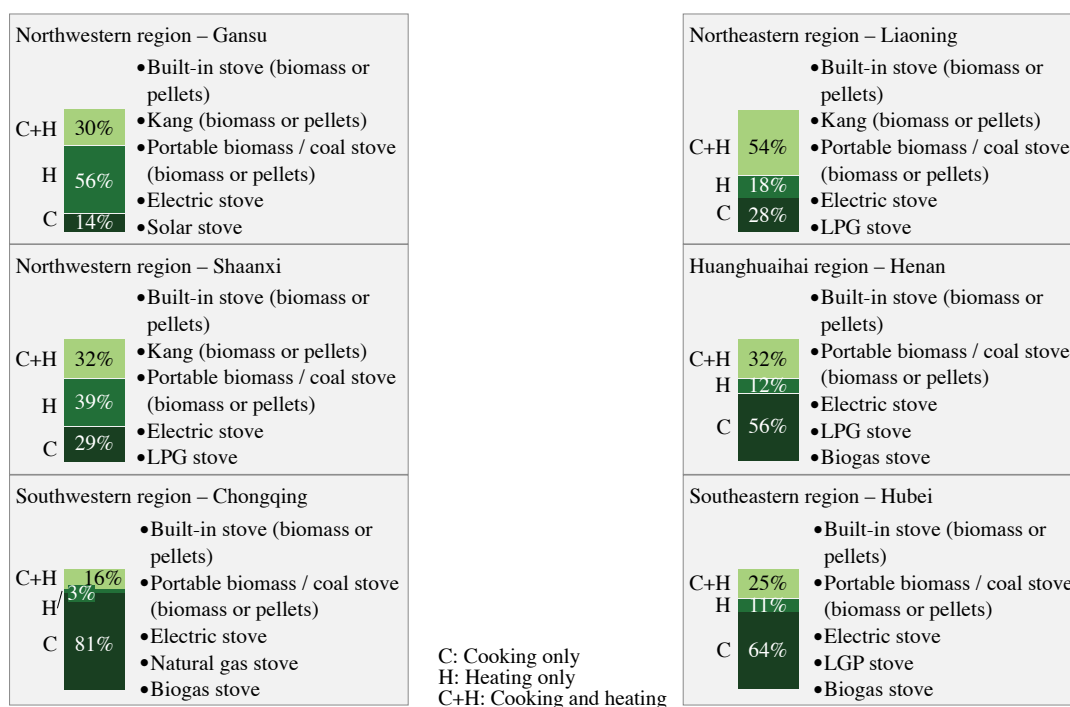 Northwestern region – Gansu
•Built-in stove (biomass or
pellets)
•Kang (biomass or pellets)
•Portable biomass / coal stove
(biomass or pellets)
•Electric stove
•Solar stove
C+H 30%
H 56%
C 14%
Northwestern region – Shaanxi
•Built-in stove (biomass or
pellets)
•Kang (biomass or pellets)
•Portable biomass / coal stove
(biomass or pellets)
•Electric stove
•LPG stove
C+H 32%
H 39%
C 29%
Southwestern region – Chongqing
•Built-in stove (biomass or
pellets)
•Portable biomass / coal stove
(biomass or pellets)
•Electric stove
•Natural gas stove
•Biogas stove
C+H 16%
H/ 3%
C 81%
C: Cooking only
H: Heating only
C+H: Cooking and heating
Northeastern region – Liaoning
•Built-in stove (biomass or
pellets)
•Kang (biomass or pellets)
•Portable biomass / coal stove
(biomass or pellets)
•Electric stove
•LPG stove
C+H 54%
H 18%
C 28%
Huanghuaihai region – Henan
•Built-in stove (biomass or
pellets)
•Portable biomass / coal stove
(biomass or pellets)
•Electric stove
•LPG stove
•Biogas stove
C+H 32%
H 12%
C 56%
Southeastern region – Hubei
•Built-in stove (biomass or
pellets)
•Portable biomass / coal stove
(biomass or pellets)
•Electric stove
•LGP stove
•Biogas stove
C+H 25%
H 11%
C 64%